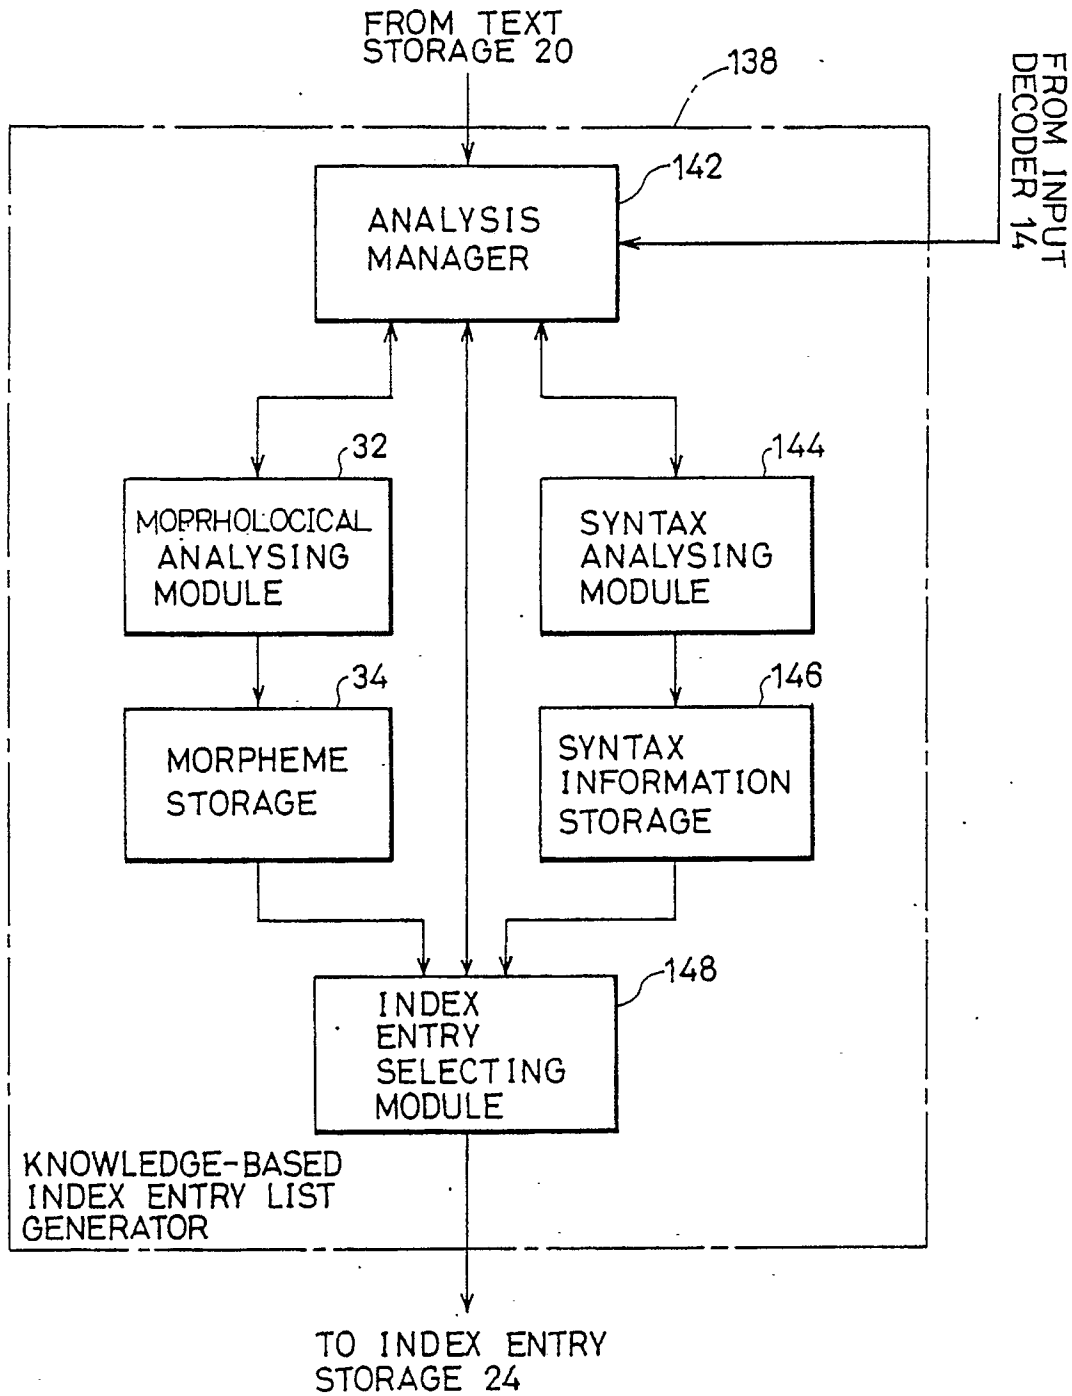 FROM TEXT
STORAGE 20
138
FROM INPUT
DECODER 14
142
ANALYSIS
MANAGER
32
MOPRHOLOCICAL
ANALYSING
MODULE
144
SYNTAX
ANALYSING
MODULE
34
MORPHEME
STORAGE
146
SYNTAX
INFORMATION
STORAGE
148
INDEX
ENTRY
SELECTING
MODULE
KNOWLEDGE-BASED
INDEX ENTRY LIST
GENERATOR
TO INDEX ENTRY
STORAGE 24